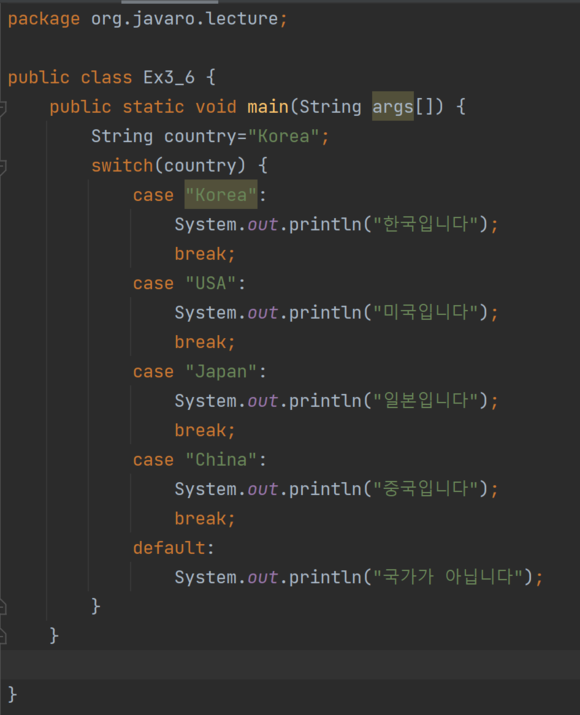 package org.javaro.lecture;
public class Ex3_6 {
public static void main(String args[]) {
String country="Korea";
switch(country) {
case "Korea":
System.out.println("한국입니다");
break;
case "USA":
System.out.println("미국입니다");
break;
case "Japan":
System.out.println("일본입니다");
break;
case "China":
System.out.println("중국입니다");
break;
default:
System.out.println("국가가 아닙니다");
}
}
}